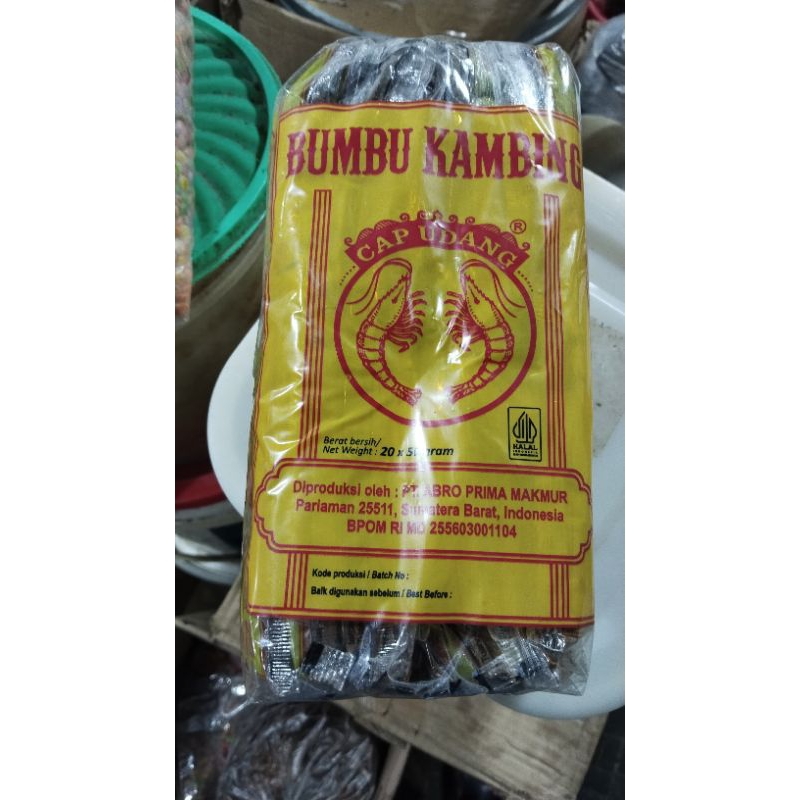 BUMBU KAMBING
CAP UDANG ®
Berat bersih/
Net Weight : 20 x 50 gram
HALAL
INDONESIA
Diproduksi oleh : PT. ABRO PRIMA MAKMUR
Pariaman 25511, Sumatera Barat, Indonesia
BPOM RI MD 255603001104
Kode produksi / Batch No :
Baik digunakan sebelum / Best Before :